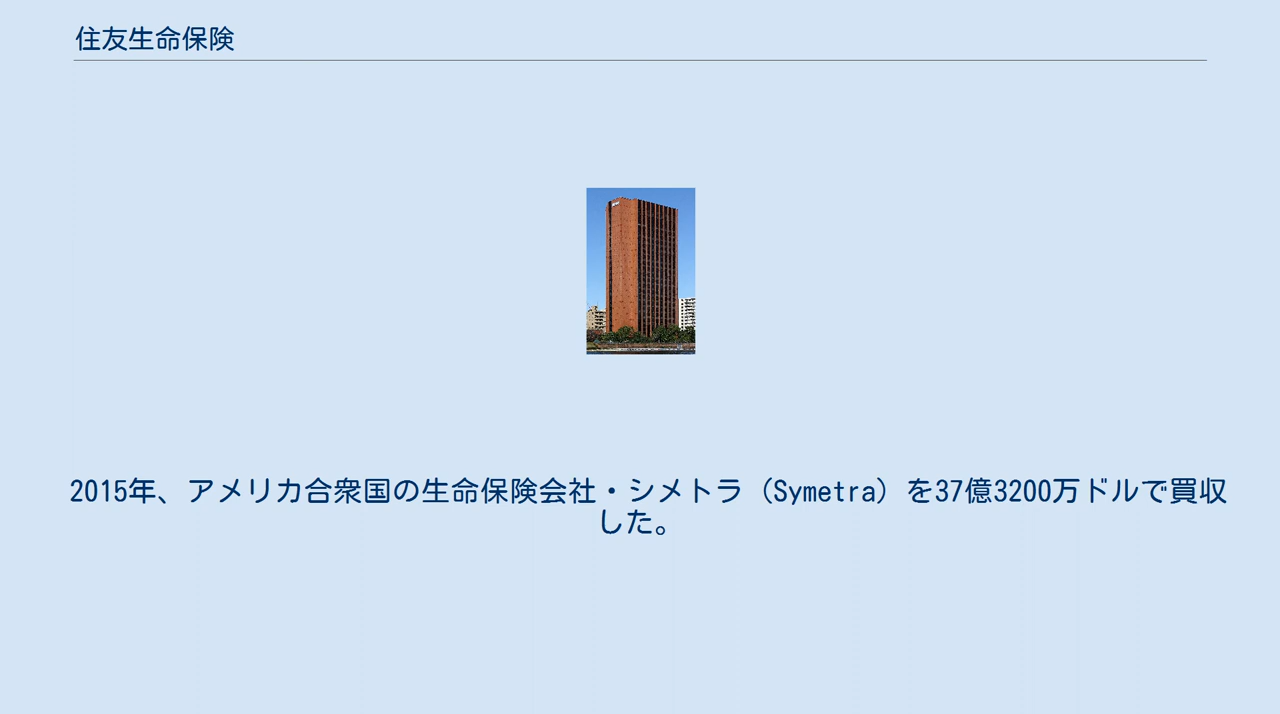 住友生命保険
2015年、アメリカ合衆国の生命保険会社・シメトラ（Symetra）を37億3200万ドルで買収
した。